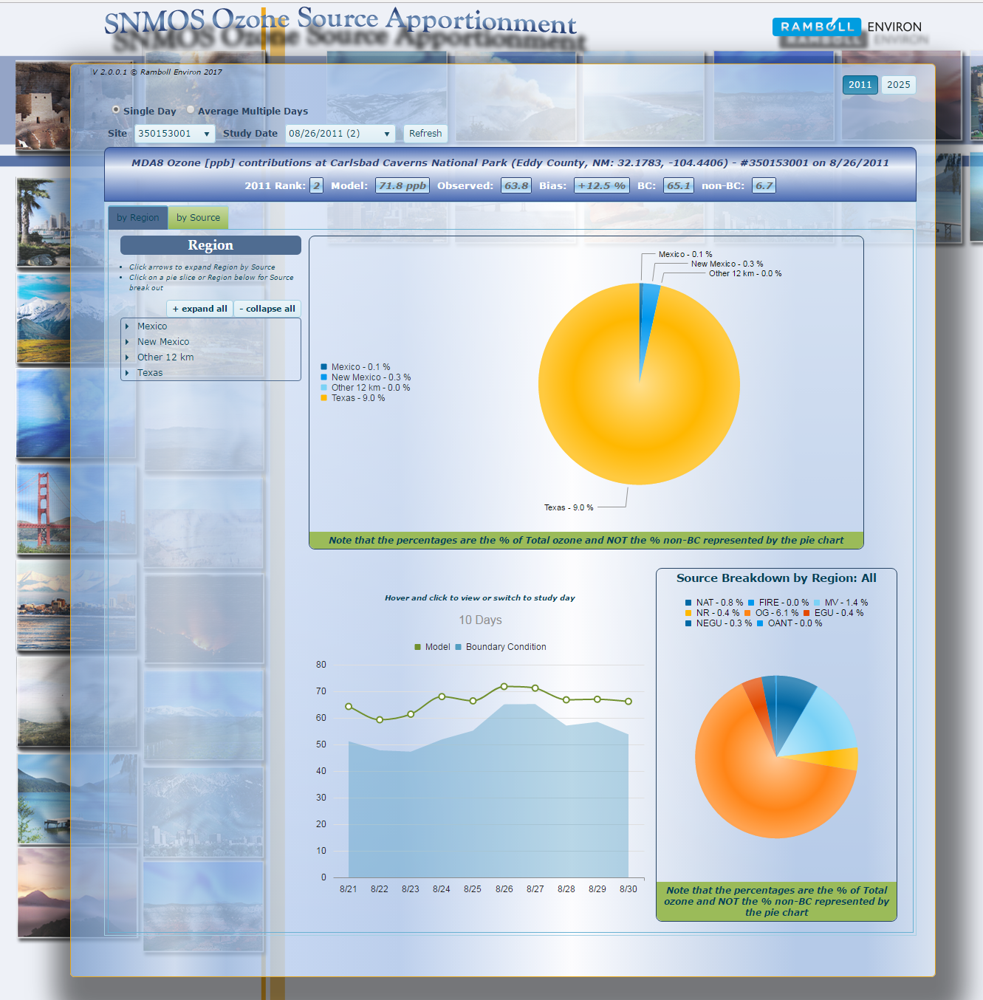 SNMOS Ozone Source Apportionment
RAMBOLL ENVIRON
V 2.0.0.1 © Ramboll Environ 2017
2011 2025
Single Day Average Multiple Days
Site 350153001 Study Date 08/26/2011 (2) Refresh
MDA8 Ozone [ppb] contributions at Carlsbad Caverns National Park (Eddy County, NM: 32.1783, -104.4406) - #350153001 on 8/26/2011
2011 Rank: 2 Model: 71.8 ppb Observed: 63.8 Bias: +12.5 % BC: 65.1 non-BC: 6.7
by Region by Source
Region
Click arrows to expand Region by Source
Click on a pie slice or Region below for Source
break out
+ expand all - collapse all
Mexico
New Mexico
Other 12 km
Texas
Mexico - 0.1 %
New Mexico - 0.3 %
Other 12 km - 0.0 %
Mexico - 0.1 %
New Mexico - 0.3 %
Other 12 km - 0.0 %
Texas - 9.0 %
Texas - 9.0 %
Note that the percentages are the % of Total ozone and NOT the % non-BC represented by the pie chart
Hover and click to view or switch to study day
10 Days
Model Boundary Condition
80
70
60
50
40
30
20
10
0
8/21 8/22 8/23 8/24 8/25 8/26 8/27 8/28 8/29 8/30
Source Breakdown by Region: All
NAT - 0.8 % FIRE - 0.0 % MV - 1.4 %
NR - 0.4 % OG - 6.1 % EGU - 0.4 %
NEGU - 0.3 % OANT - 0.0 %
Note that the percentages are the % of Total
ozone and NOT the % non-BC represented by
the pie chart